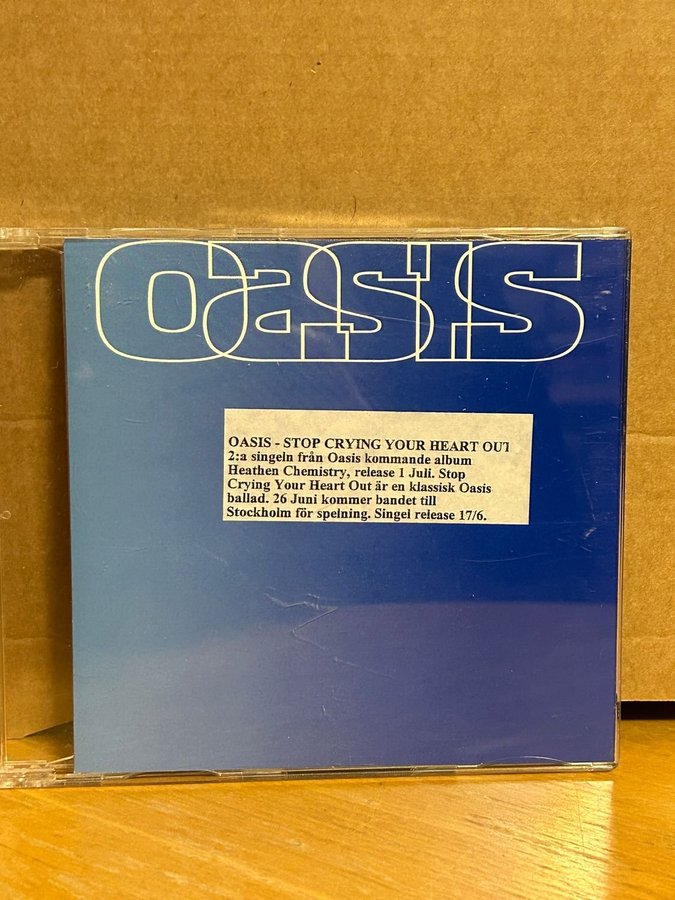 oasis
OASIS - STOP CRYING YOUR HEART OUT
2:a singeln från Oasis kommande album
Heathen Chemistry, release 1 Juli. Stop
Crying Your Heart Out är en klassisk Oasis
ballad. 26 Juni kommer bandet till
Stockholm för spelning. Singel release 17/6.